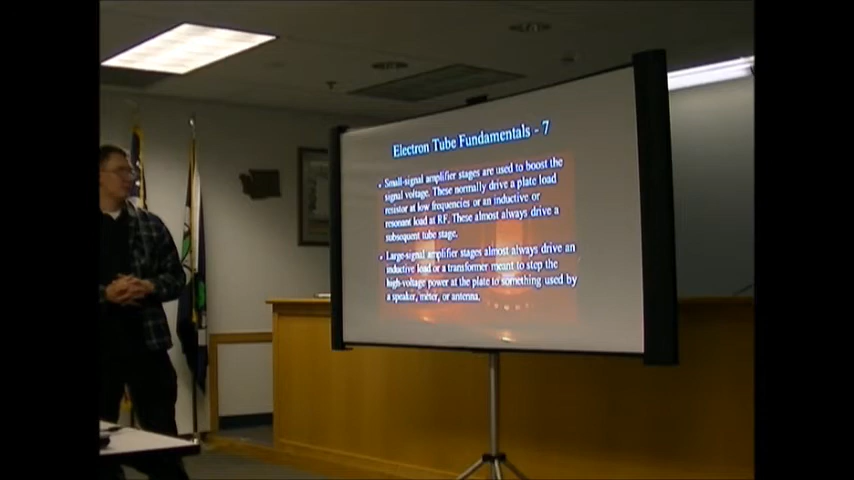 Electron Tube Fundamentals - 7
• Small-signal amplifier stages are used to boost the
signal voltage. These normally drive a plate load
resistor at low frequencies or an inductive or
resonant load at RF. These almost always drive a
subsequent tube stage.
• Large-signal amplifier stages almost always drive an
inductive load or a transformer meant to step the
high-voltage power at the plate to something used by
a speaker, meter, or antenna.